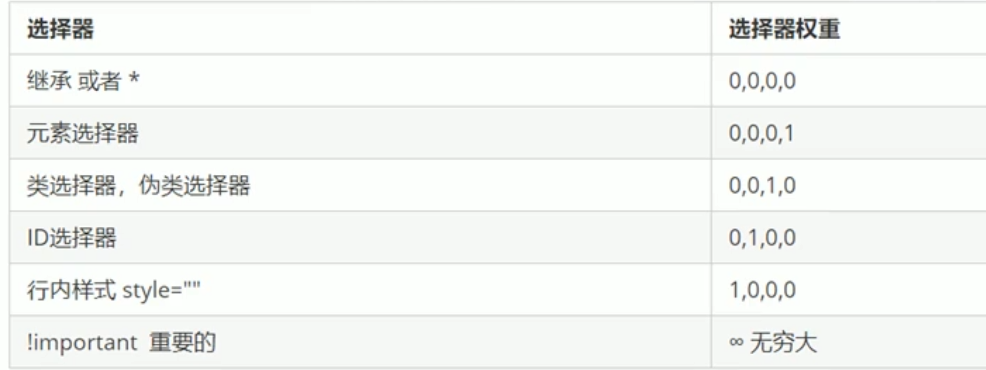 选择器 选择器权重
继承 或者 * 0,0,0,0
元素选择器 0,0,0,1
类选择器，伪类选择器 0,0,1,0
ID选择器 0,1,0,0
行内样式 style="" 1,0,0,0
!important 重要的 ∞ 无穷大